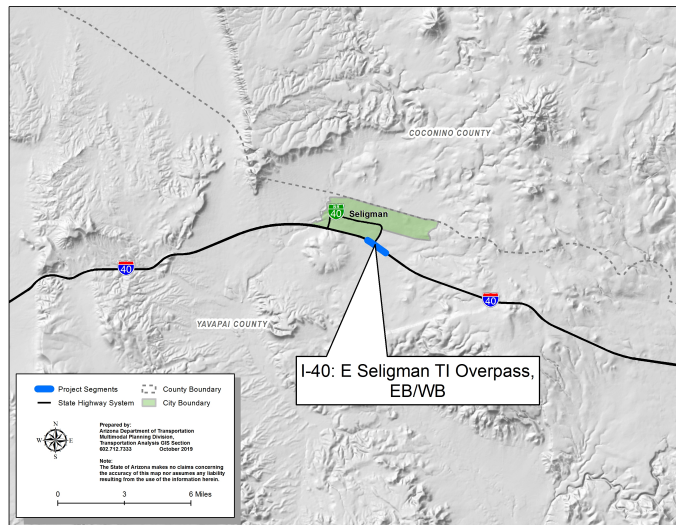 COCONINO COUNTY
40
Seligman
40
40
YAVAPAI COUNTY
I-40: E Seligman TI Overpass,
EB/WB
Project Segments
County Boundary
State Highway System
City Boundary
N
W
E
S
Prepared by:
Arizona Department of Transportation
Multimodal Planning Division,
Transportation Analysis GIS Section
602.712.7333 October 2019
Note:
The State of Arizona makes no claims concerning
the accuracy of this map nor assumes any liability
resulting from the use of the information herein.
0 3 6 Miles